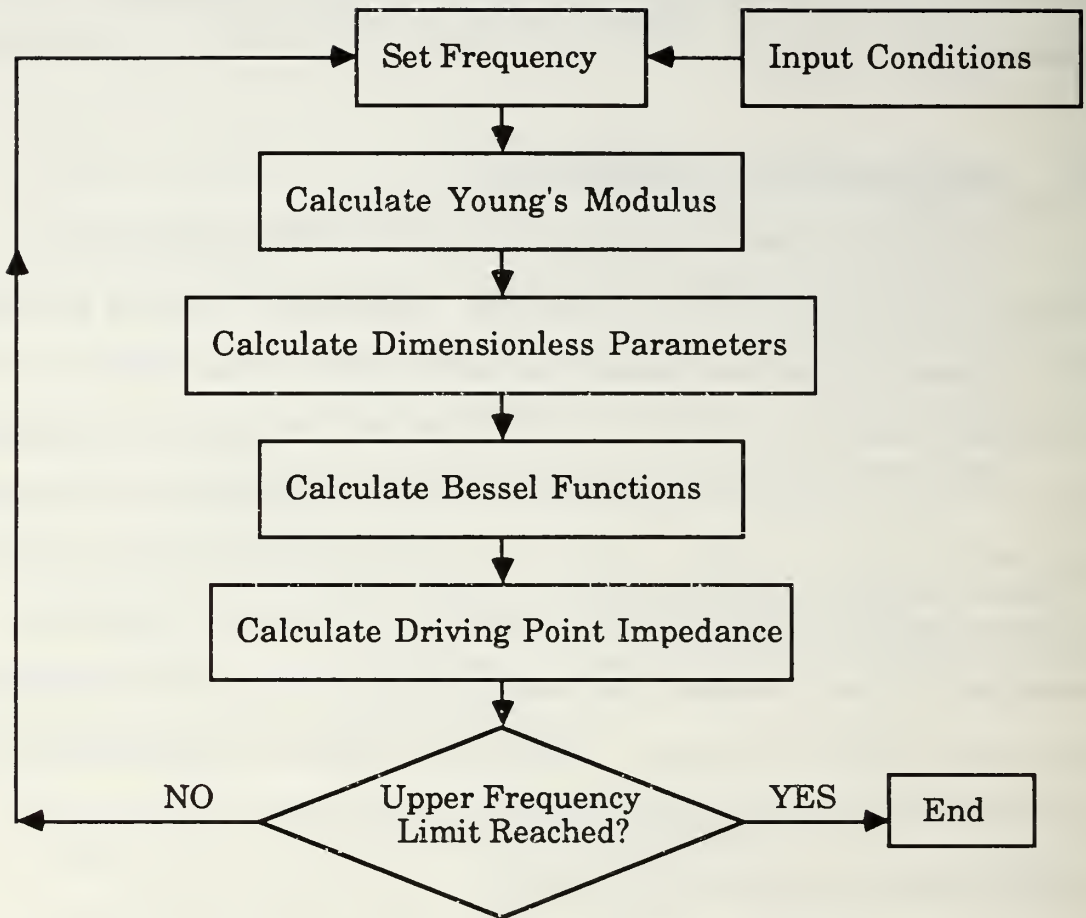 Set Frequency
Input Conditions
Calculate Young's Modulus
Calculate Dimensionless Parameters
Calculate Bessel Functions
Calculate Driving Point Impedance
Upper Frequency
Limit Reached?
NO
YES
End